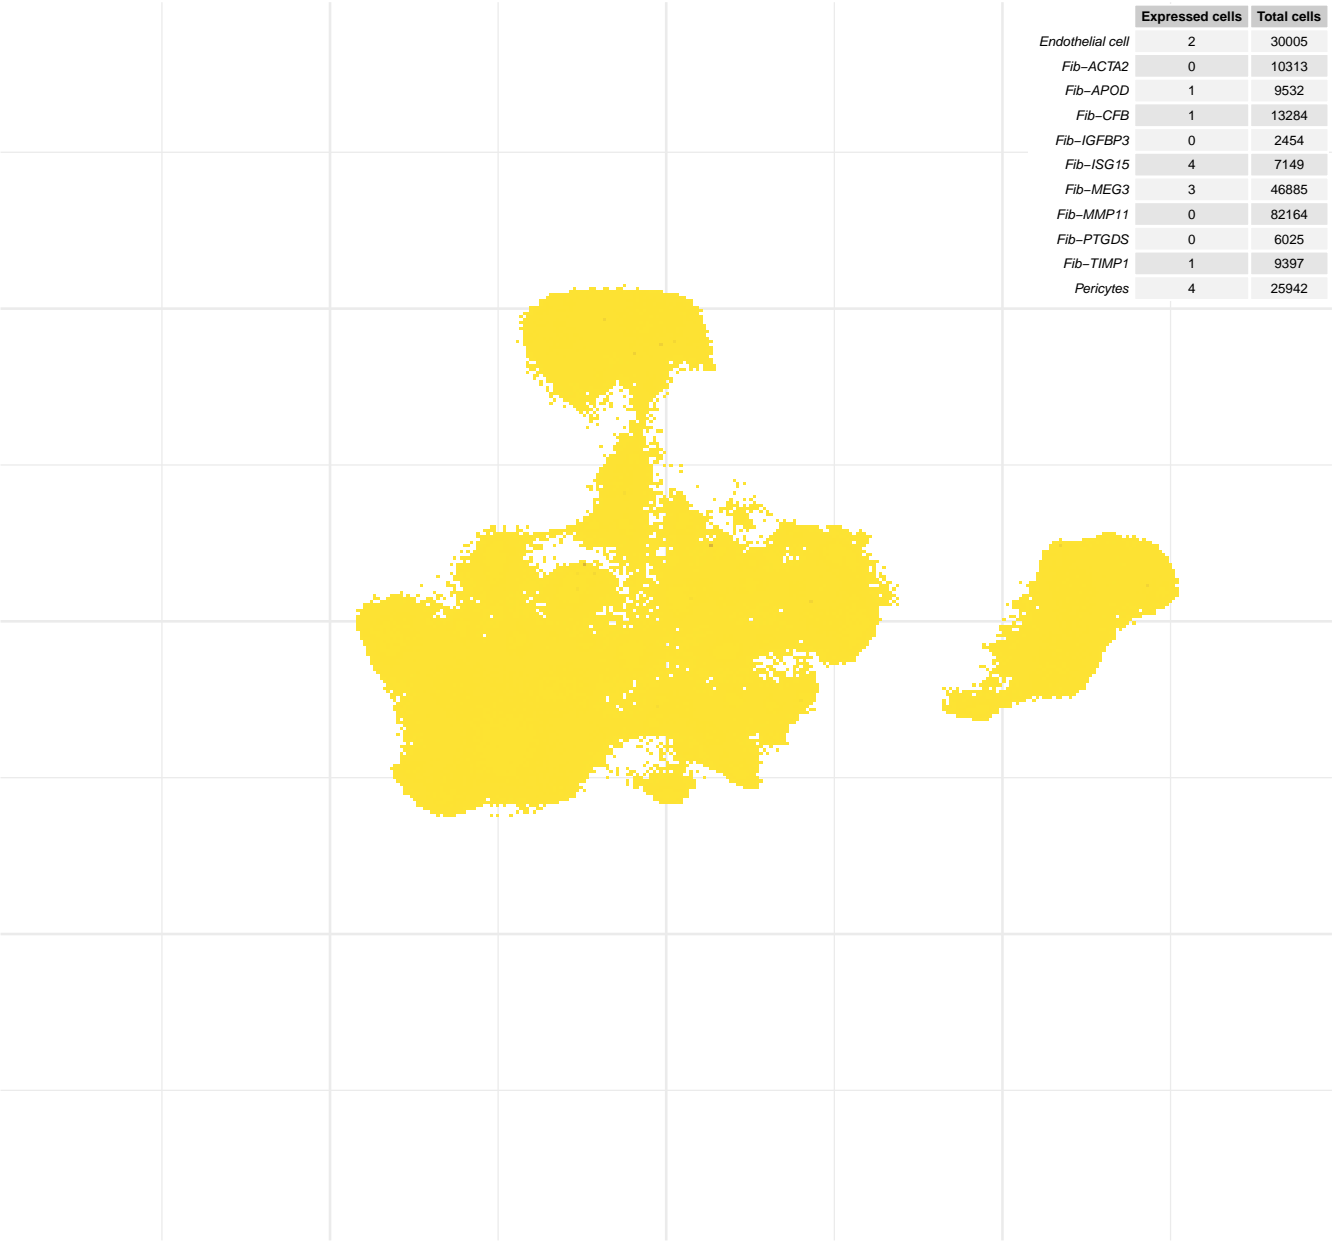 Expressed cells Total cells
Endothelial cell 2 30005
Fib−ACTA2 0 10313
Fib−APOD 1 9532
Fib−CFB 1 13284
Fib−IGFBP3 0 2454
Fib−ISG15 4 7149
Fib−MEG3 3 46885
Fib−MMP11 0 82164
Fib−PTGDS 0 6025
Fib−TIMP1 1 9397
Pericytes 4 25942